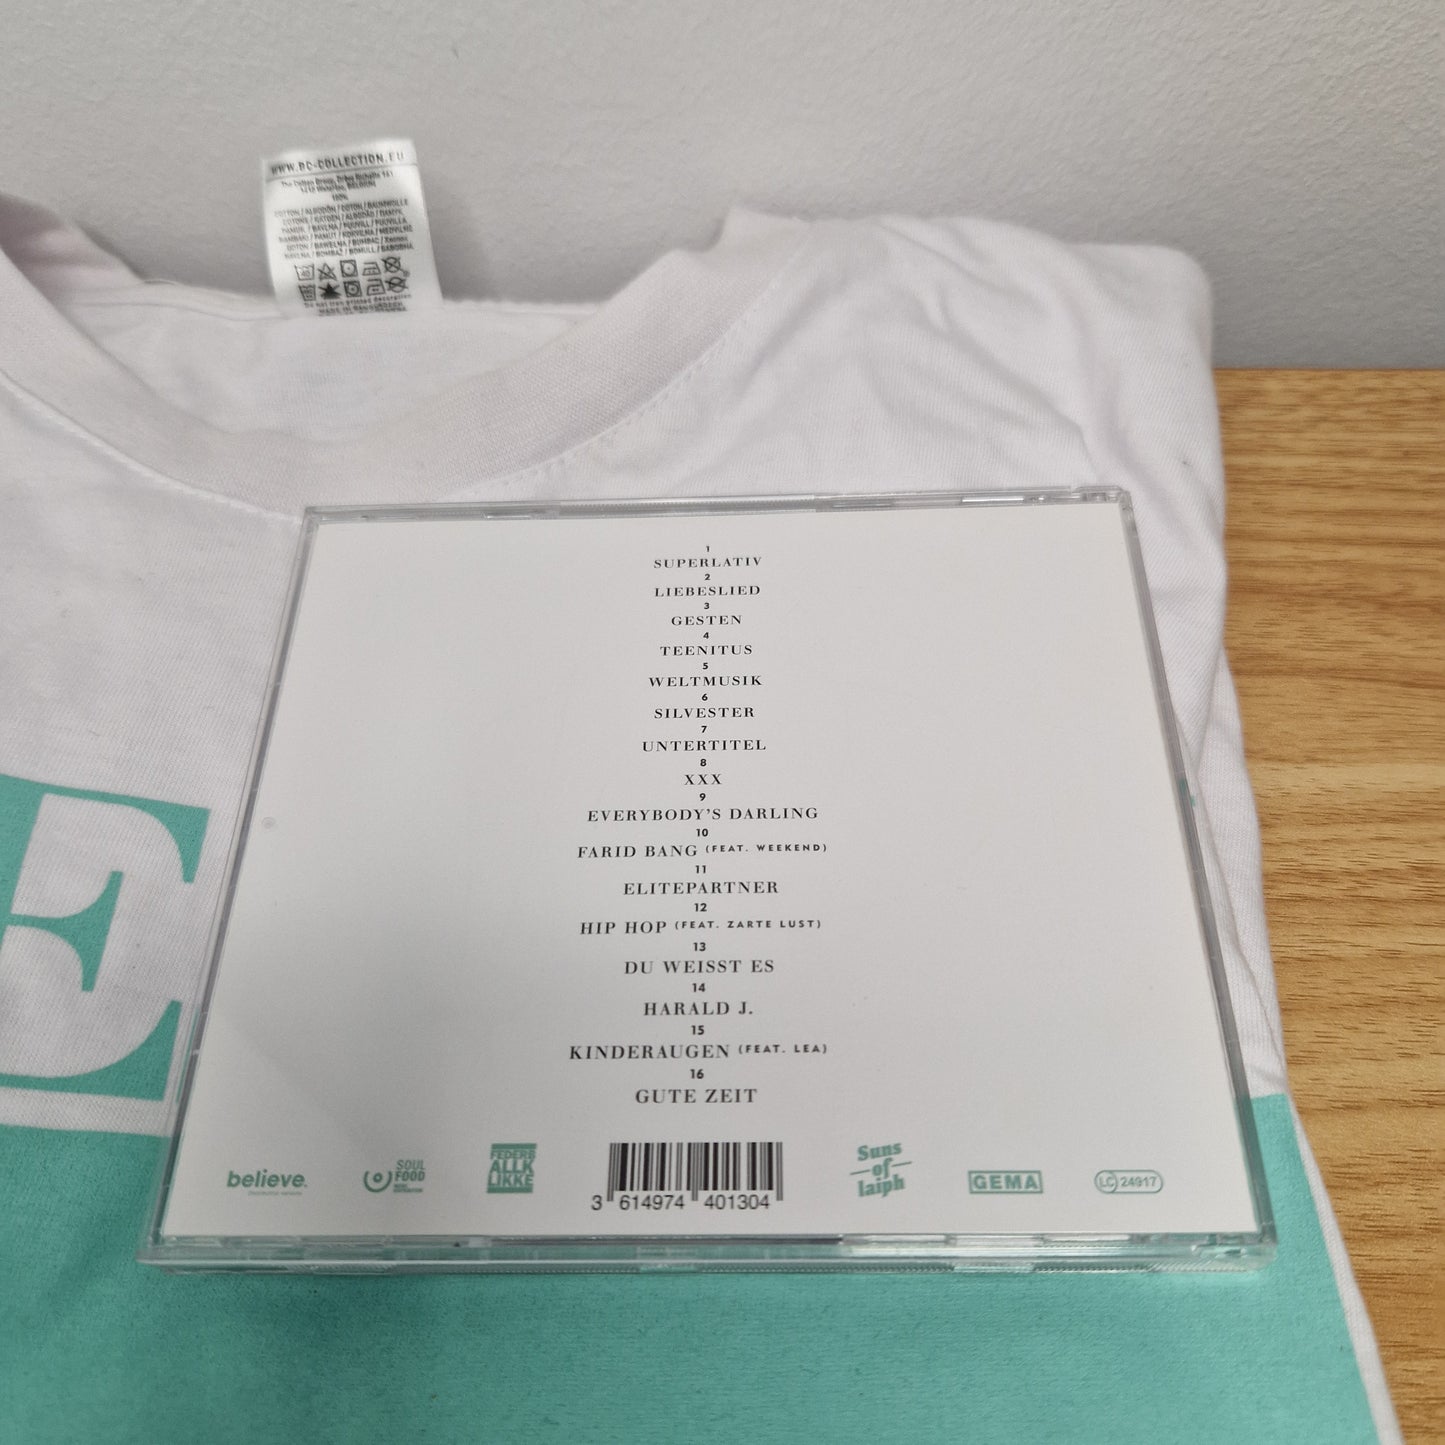 WWW.PC-COLLECTION.EU
1
SUPERLATIV
2
LIEBESLIED
3
GESTEN
4
TEENITUS
5
WELTMUSIK
6
SILVESTER
7
UNTERTITEL
8
XXX
9
EVERYBODY'S DARLING
10
FARID BANG (FEAT. WEEKEND)
11
ELITEPARTNER
12
HIP HOP (FEAT. ZARTE LUST)
13
DU WEISST ES
14
HARALD J.
15
KINDERAUGEN (FEAT. LEA)
16
GUTE ZEIT
believe.
SOUL
FOOD
FEDERB
ALLK
LIKKE
3 614974 401304
Suns
of
laiph
GEMA
LC 24917
E